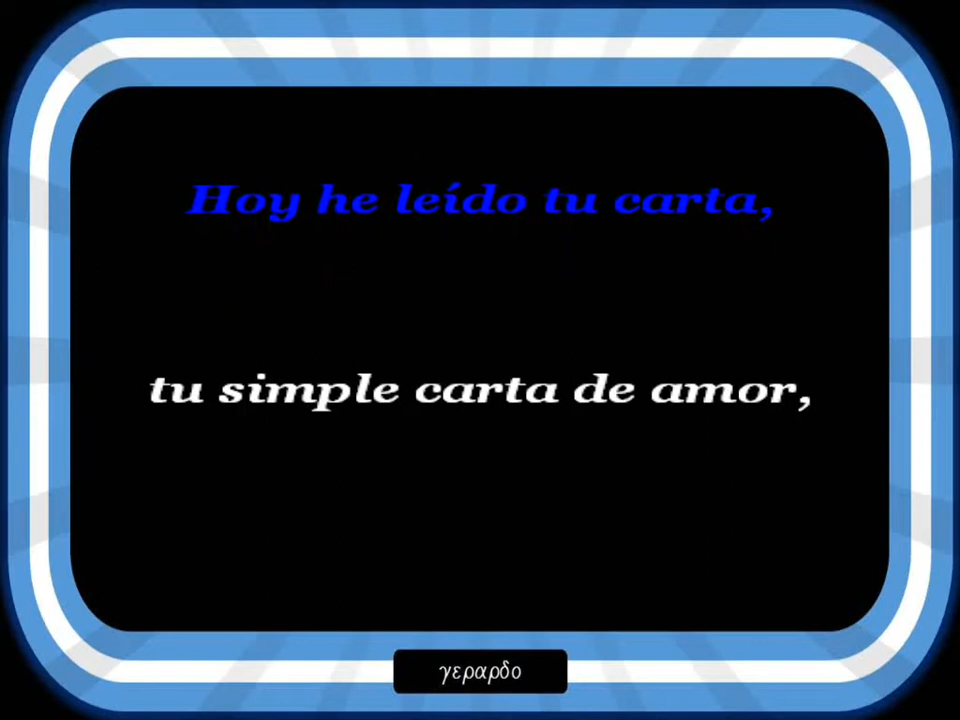 Hoy he leído tu carta,
tu simple carta de amor,
γεραρδο